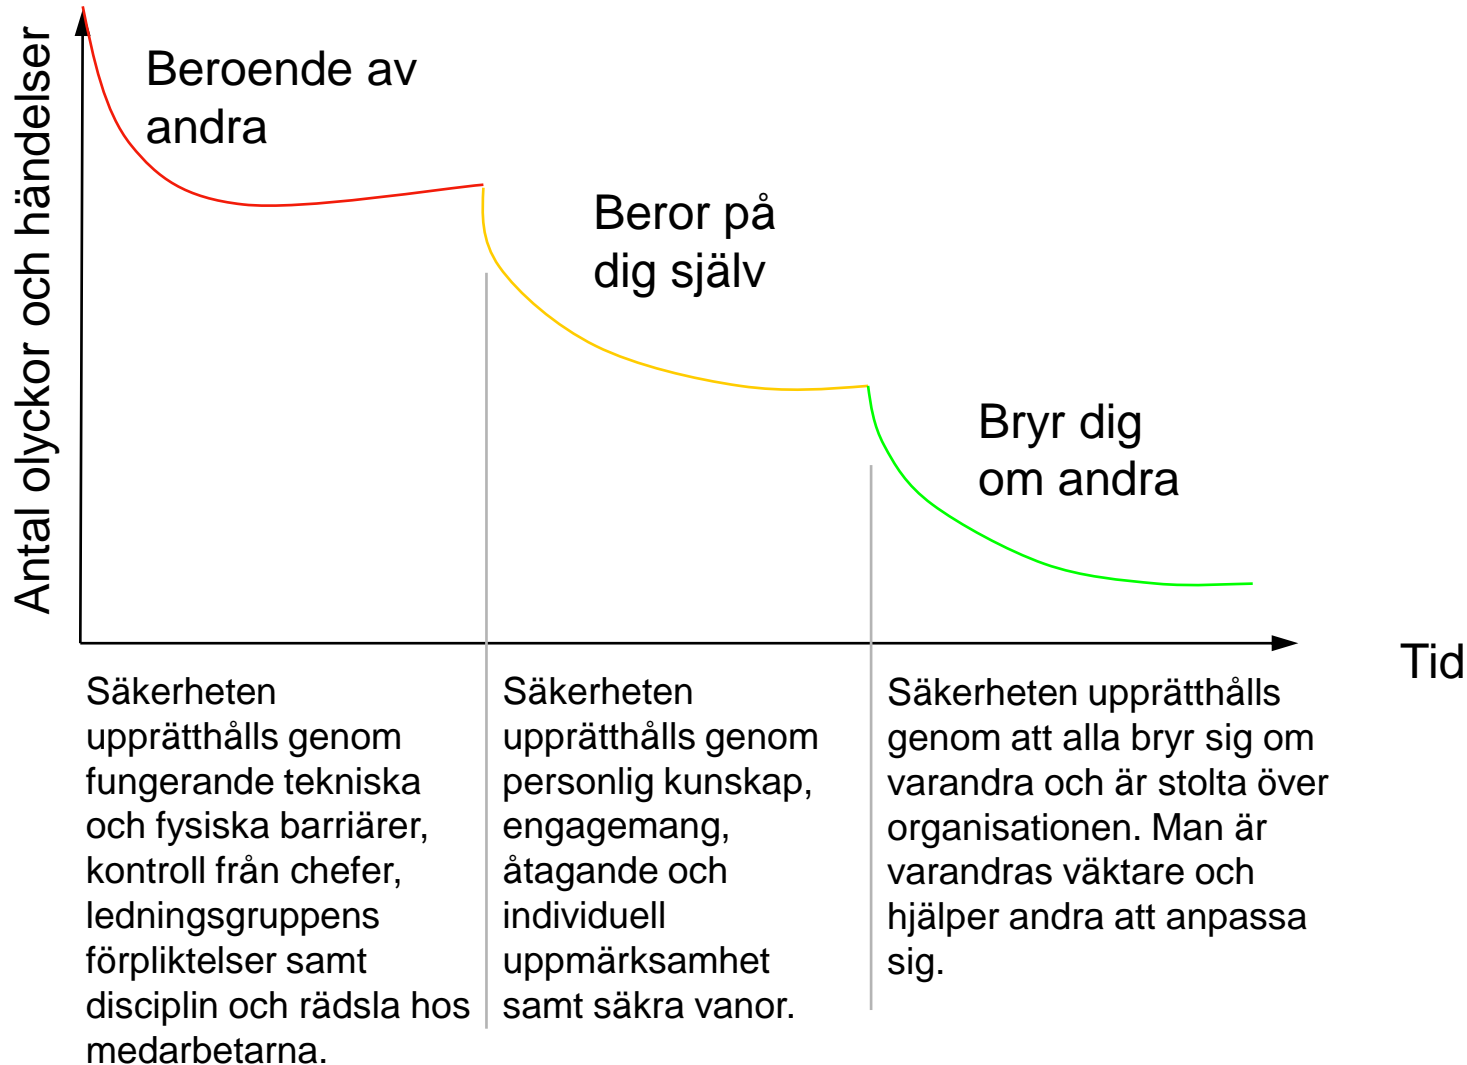 Antal olyckor och händelser
Beroende av
andra
Beror på
dig själv
Bryr dig
om andra
Tid
Säkerheten
upprätthålls genom
fungerande tekniska
och fysiska barriärer,
kontroll från chefer,
ledningsgruppens
förpliktelser samt
disciplin och rädsla hos
medarbetarna.
Säkerheten
upprätthålls genom
personlig kunskap,
engagemang,
åtagande och
individuell
uppmärksamhet
samt säkra vanor.
Säkerheten upprätthålls
genom att alla bryr sig om
varandra och är stolta över
organisationen. Man är
varandras väktare och
hjälper andra att anpassa
sig.